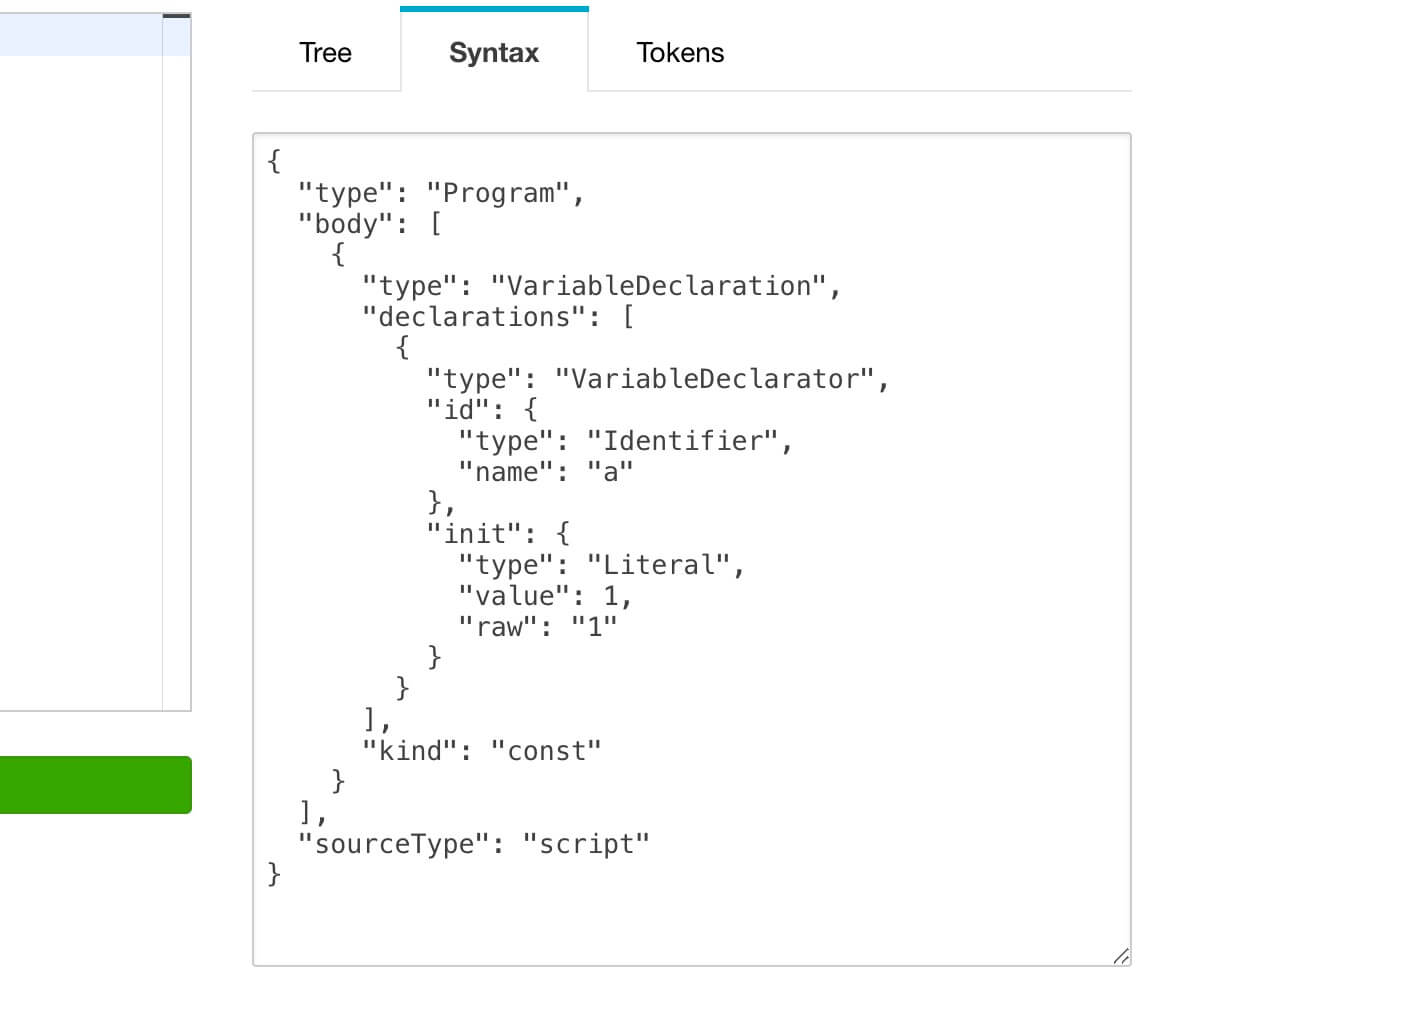 Tree Syntax Tokens
{
  "type": "Program",
  "body": [
    {
      "type": "VariableDeclaration",
      "declarations": [
        {
          "type": "VariableDeclarator",
          "id": {
            "type": "Identifier",
            "name": "a"
          },
          "init": {
            "type": "Literal",
            "value": 1,
            "raw": "1"
          }
        }
      ],
      "kind": "const"
    }
  ],
  "sourceType": "script"
}